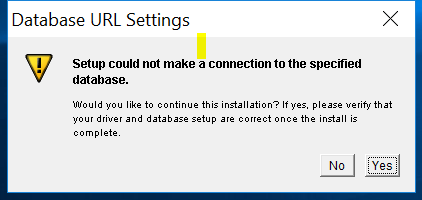 Database URL Settings
Setup could not make a connection to the specified
database.
Would you like to continue this installation? If yes, please verify that
your driver and database setup are correct once the install is
complete.
No Yes